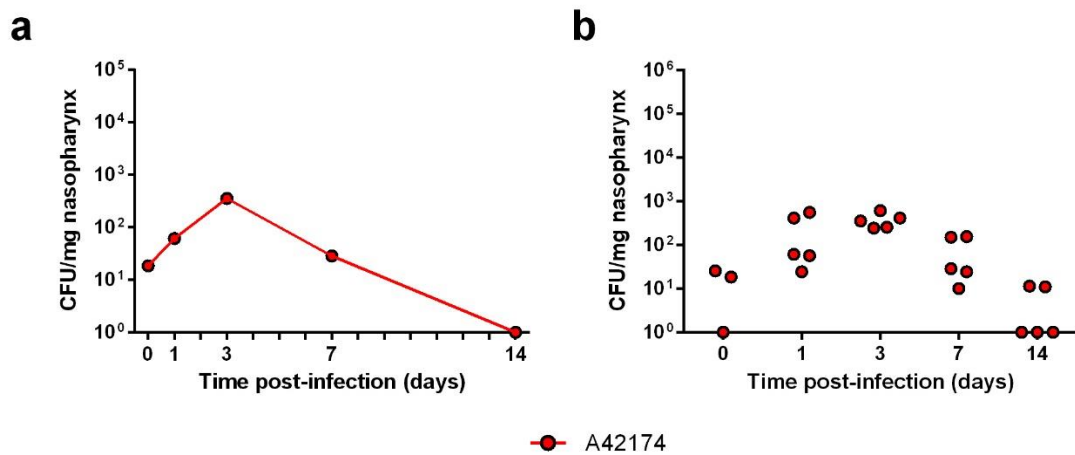 a
CFU/mg nasopharynx
10⁵
10⁴
10³
10²
10¹
10⁰
0 1 3 7 14
Time post-infection (days)
b
CFU/mg nasopharynx
10⁶
10⁵
10⁴
10³
10²
10¹
10⁰
0 1 3 7 14
Time post-infection (days)
A42174